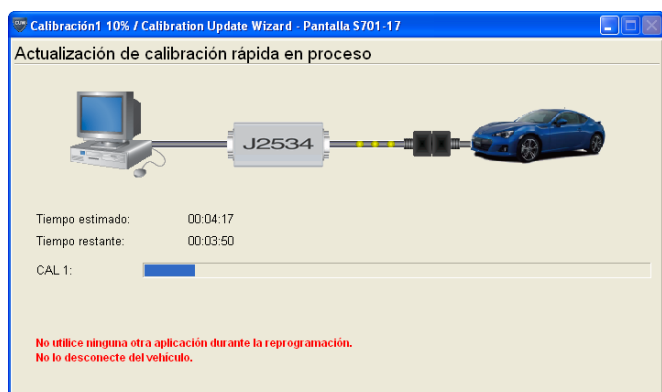 Calibración1 10% / Calibration Update Wizard - Pantalla S701-17
Actualización de calibración rápida en proceso
J2534
Tiempo estimado: 00:04:17
Tiempo restante: 00:03:50
CAL 1:
No utilice ninguna otra aplicación durante la reprogramación.
No lo desconecte del vehículo.